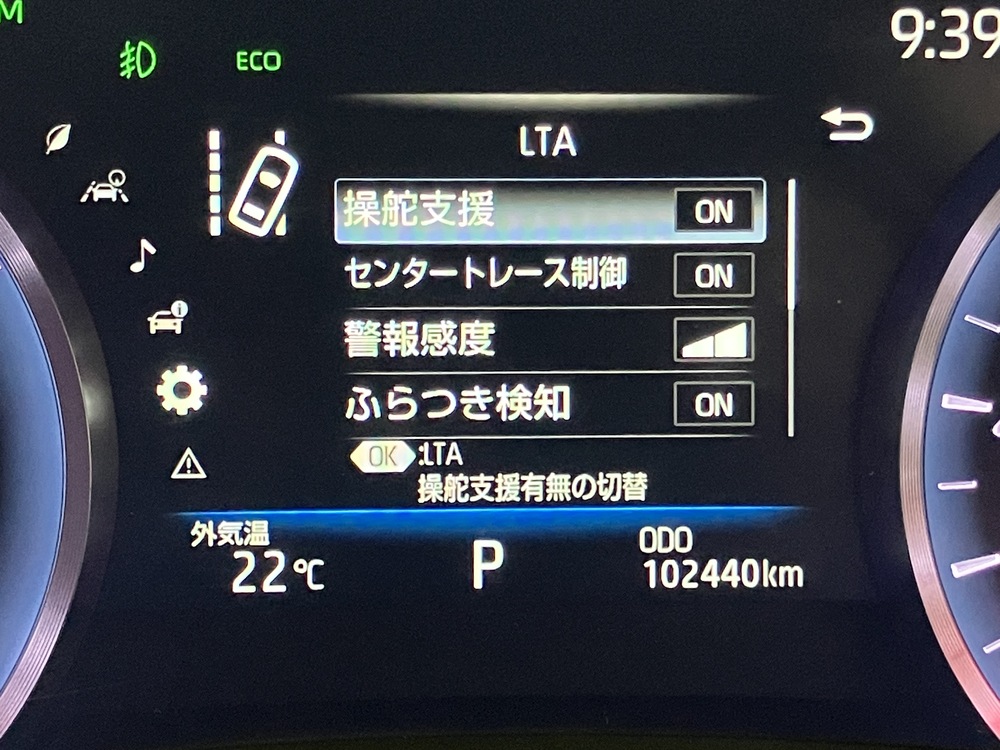 M
9:39
ECO
LTA
操舵支援 ON
センタートレース制御 ON
警報感度
ふらつき検知 ON
OK :LTA
操舵支援有無の切替
外気温
22℃
P
ODO
102440km